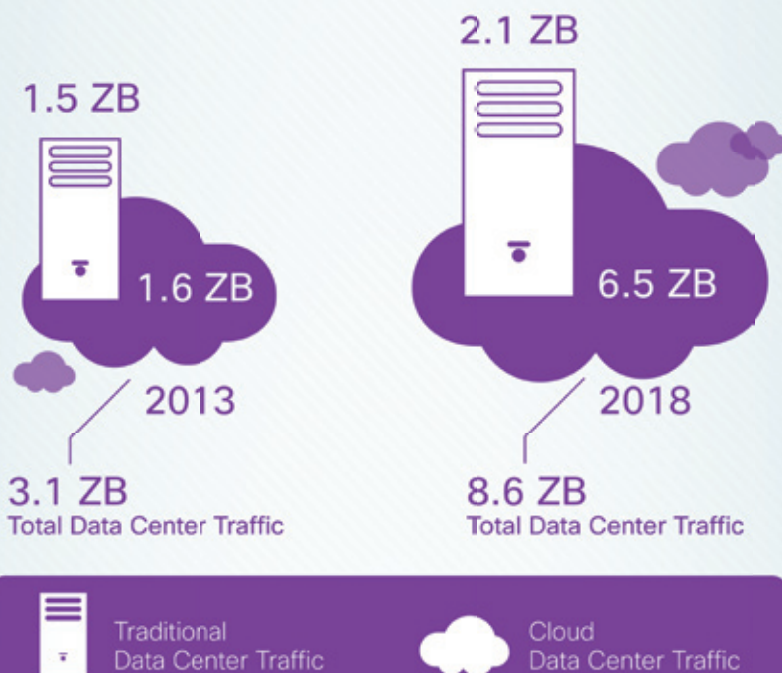 2.1 ZB
1.5 ZB
1.6 ZB
6.5 ZB
2013
2018
3.1 ZB
Total Data Center Traffic
8.6 ZB
Total Data Center Traffic
Traditional
Data Center Traffic
Cloud
Data Center Traffic